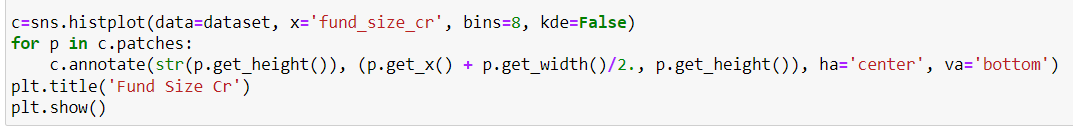 c=sns.histplot(data=dataset, x='fund_size_cr', bins=8, kde=False)
for p in c.patches:
    c.annotate(str(p.get_height()), (p.get_x() + p.get_width()/2., p.get_height()), ha='center', va='bottom')
plt.title('Fund Size Cr')
plt.show()